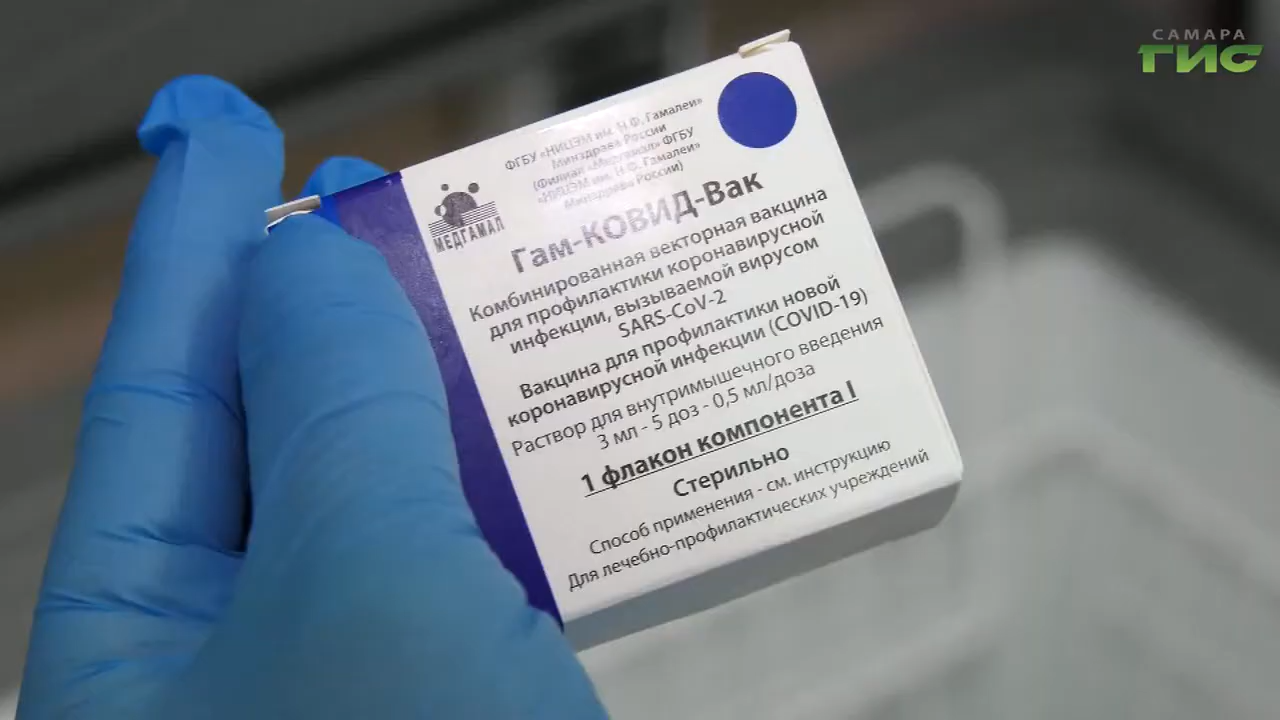 САМАРА
ГИС
ФГБУ «НИЦЭМ им. Н.Ф. Гамалеи»
Минздрава России
(Филиал «Медгамал» ФГБУ
«НИЦЭМ им. Н.Ф. Гамалеи»
Минздрава России)
МЕДГАМАЛ
Гам-КОВИД-Вак
Комбинированная векторная вакцина
для профилактики коронавирусной
инфекции, вызываемой вирусом
SARS-CoV-2
Вакцина для профилактики новой
коронавирусной инфекции (COVID-19)
Раствор для внутримышечного введения
3 мл - 5 доз - 0,5 мл/доза
1 флакон компонента I
Стерильно
Способ применения - см. инструкцию
Для лечебно-профилактических учреждений